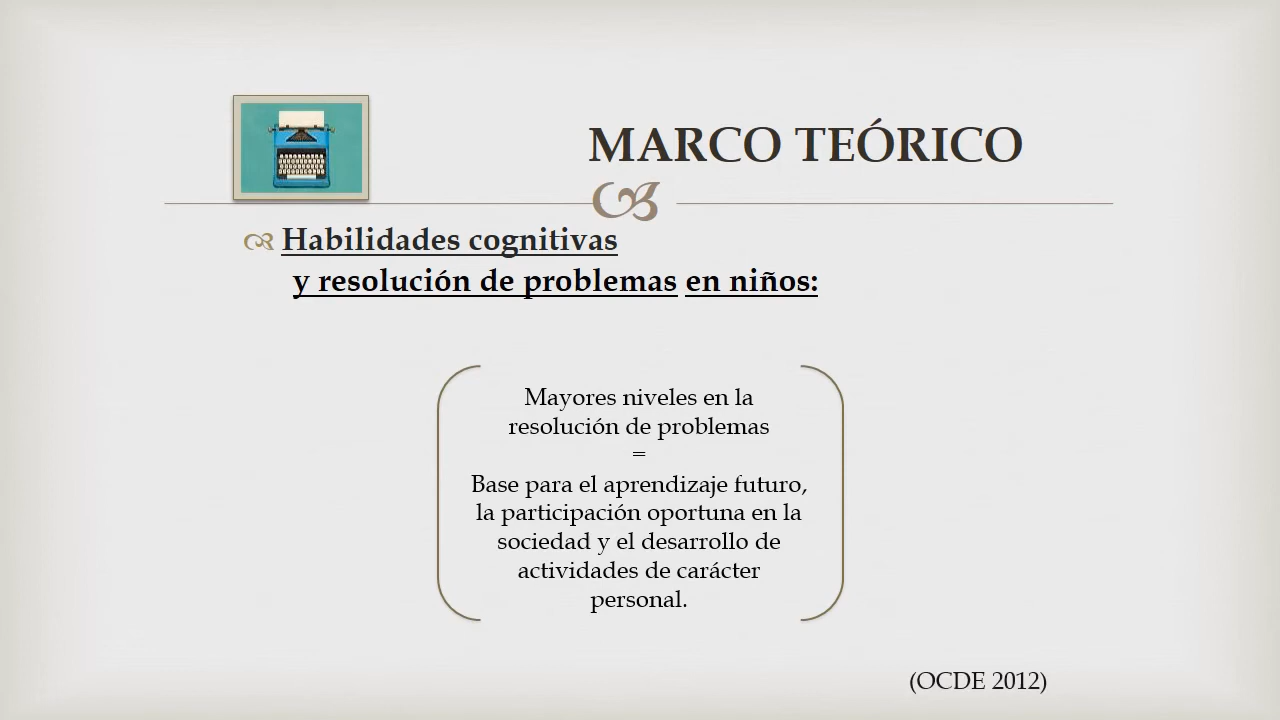 MARCO TEÓRICO
Habilidades cognitivas
y resolución de problemas en niños:
Mayores niveles en la
resolución de problemas
=
Base para el aprendizaje futuro,
la participación oportuna en la
sociedad y el desarrollo de
actividades de carácter
personal.
(OCDE 2012)